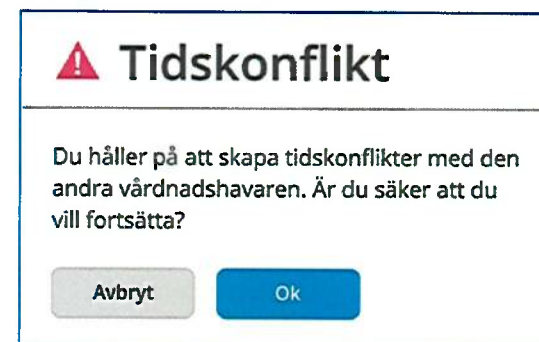 Tidskonflikt
Du håller på att skapa tidskonflikter med den
andra vårdnadshavaren. Är du säker att du
vill fortsätta?
Avbryt
Ok